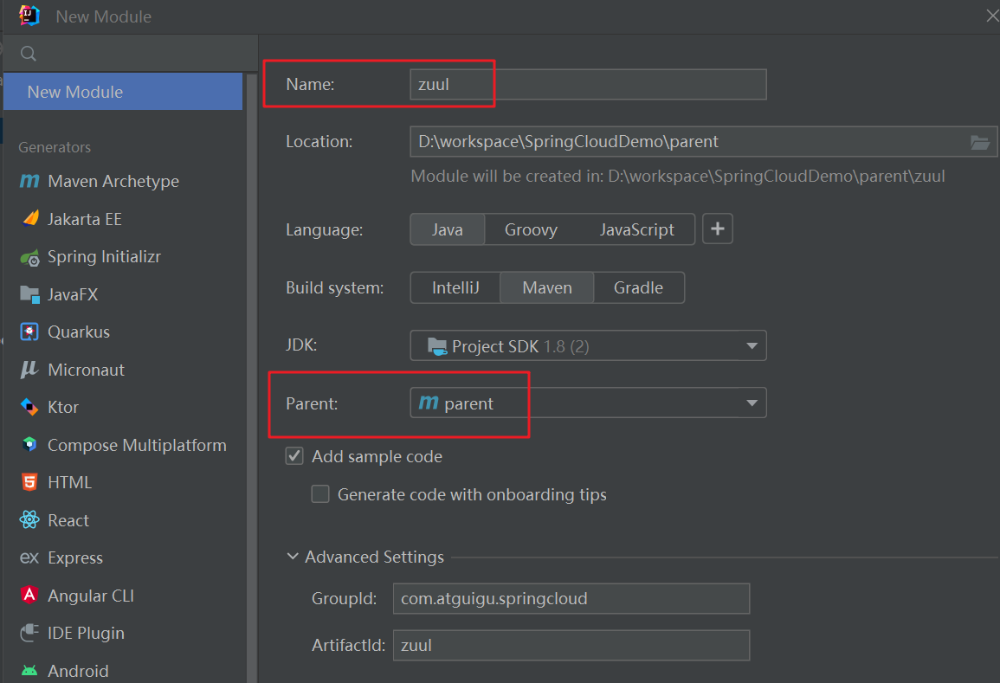 New Module
New Module
Generators
Maven Archetype
Jakarta EE
Spring Initializr
JavaFX
Quarkus
Micronaut
Ktor
Compose Multiplatform
HTML
React
Express
Angular CLI
IDE Plugin
Android
Name: zuul
Location: D:\workspace\SpringCloudDemo\parent
Module will be created in: D:\workspace\SpringCloudDemo\parent\zuul
Language: Java Groovy JavaScript +
Build system: IntelliJ Maven Gradle
JDK: Project SDK 1.8 (2)
Parent: parent
Add sample code
Generate code with onboarding tips
Advanced Settings
GroupId: com.atguigu.springcloud
ArtifactId: zuul